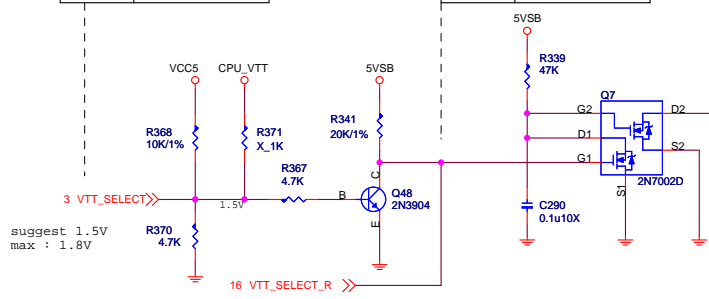 5VSB
R339
47K
VCC5
CPU_VTT
5VSB
Q7
G2
D2
R368
10K/1%
R371
X_1K
R341
20K/1%
D1
S2
G1
R367
4.7K
C
2N7002D
S1
3 VTT_SELECT
B
Q48
2N3904
1.5V
C290
0.1u10X
E
R370
4.7K
suggest 1.5V
max : 1.8V
16 VTT_SELECT_R